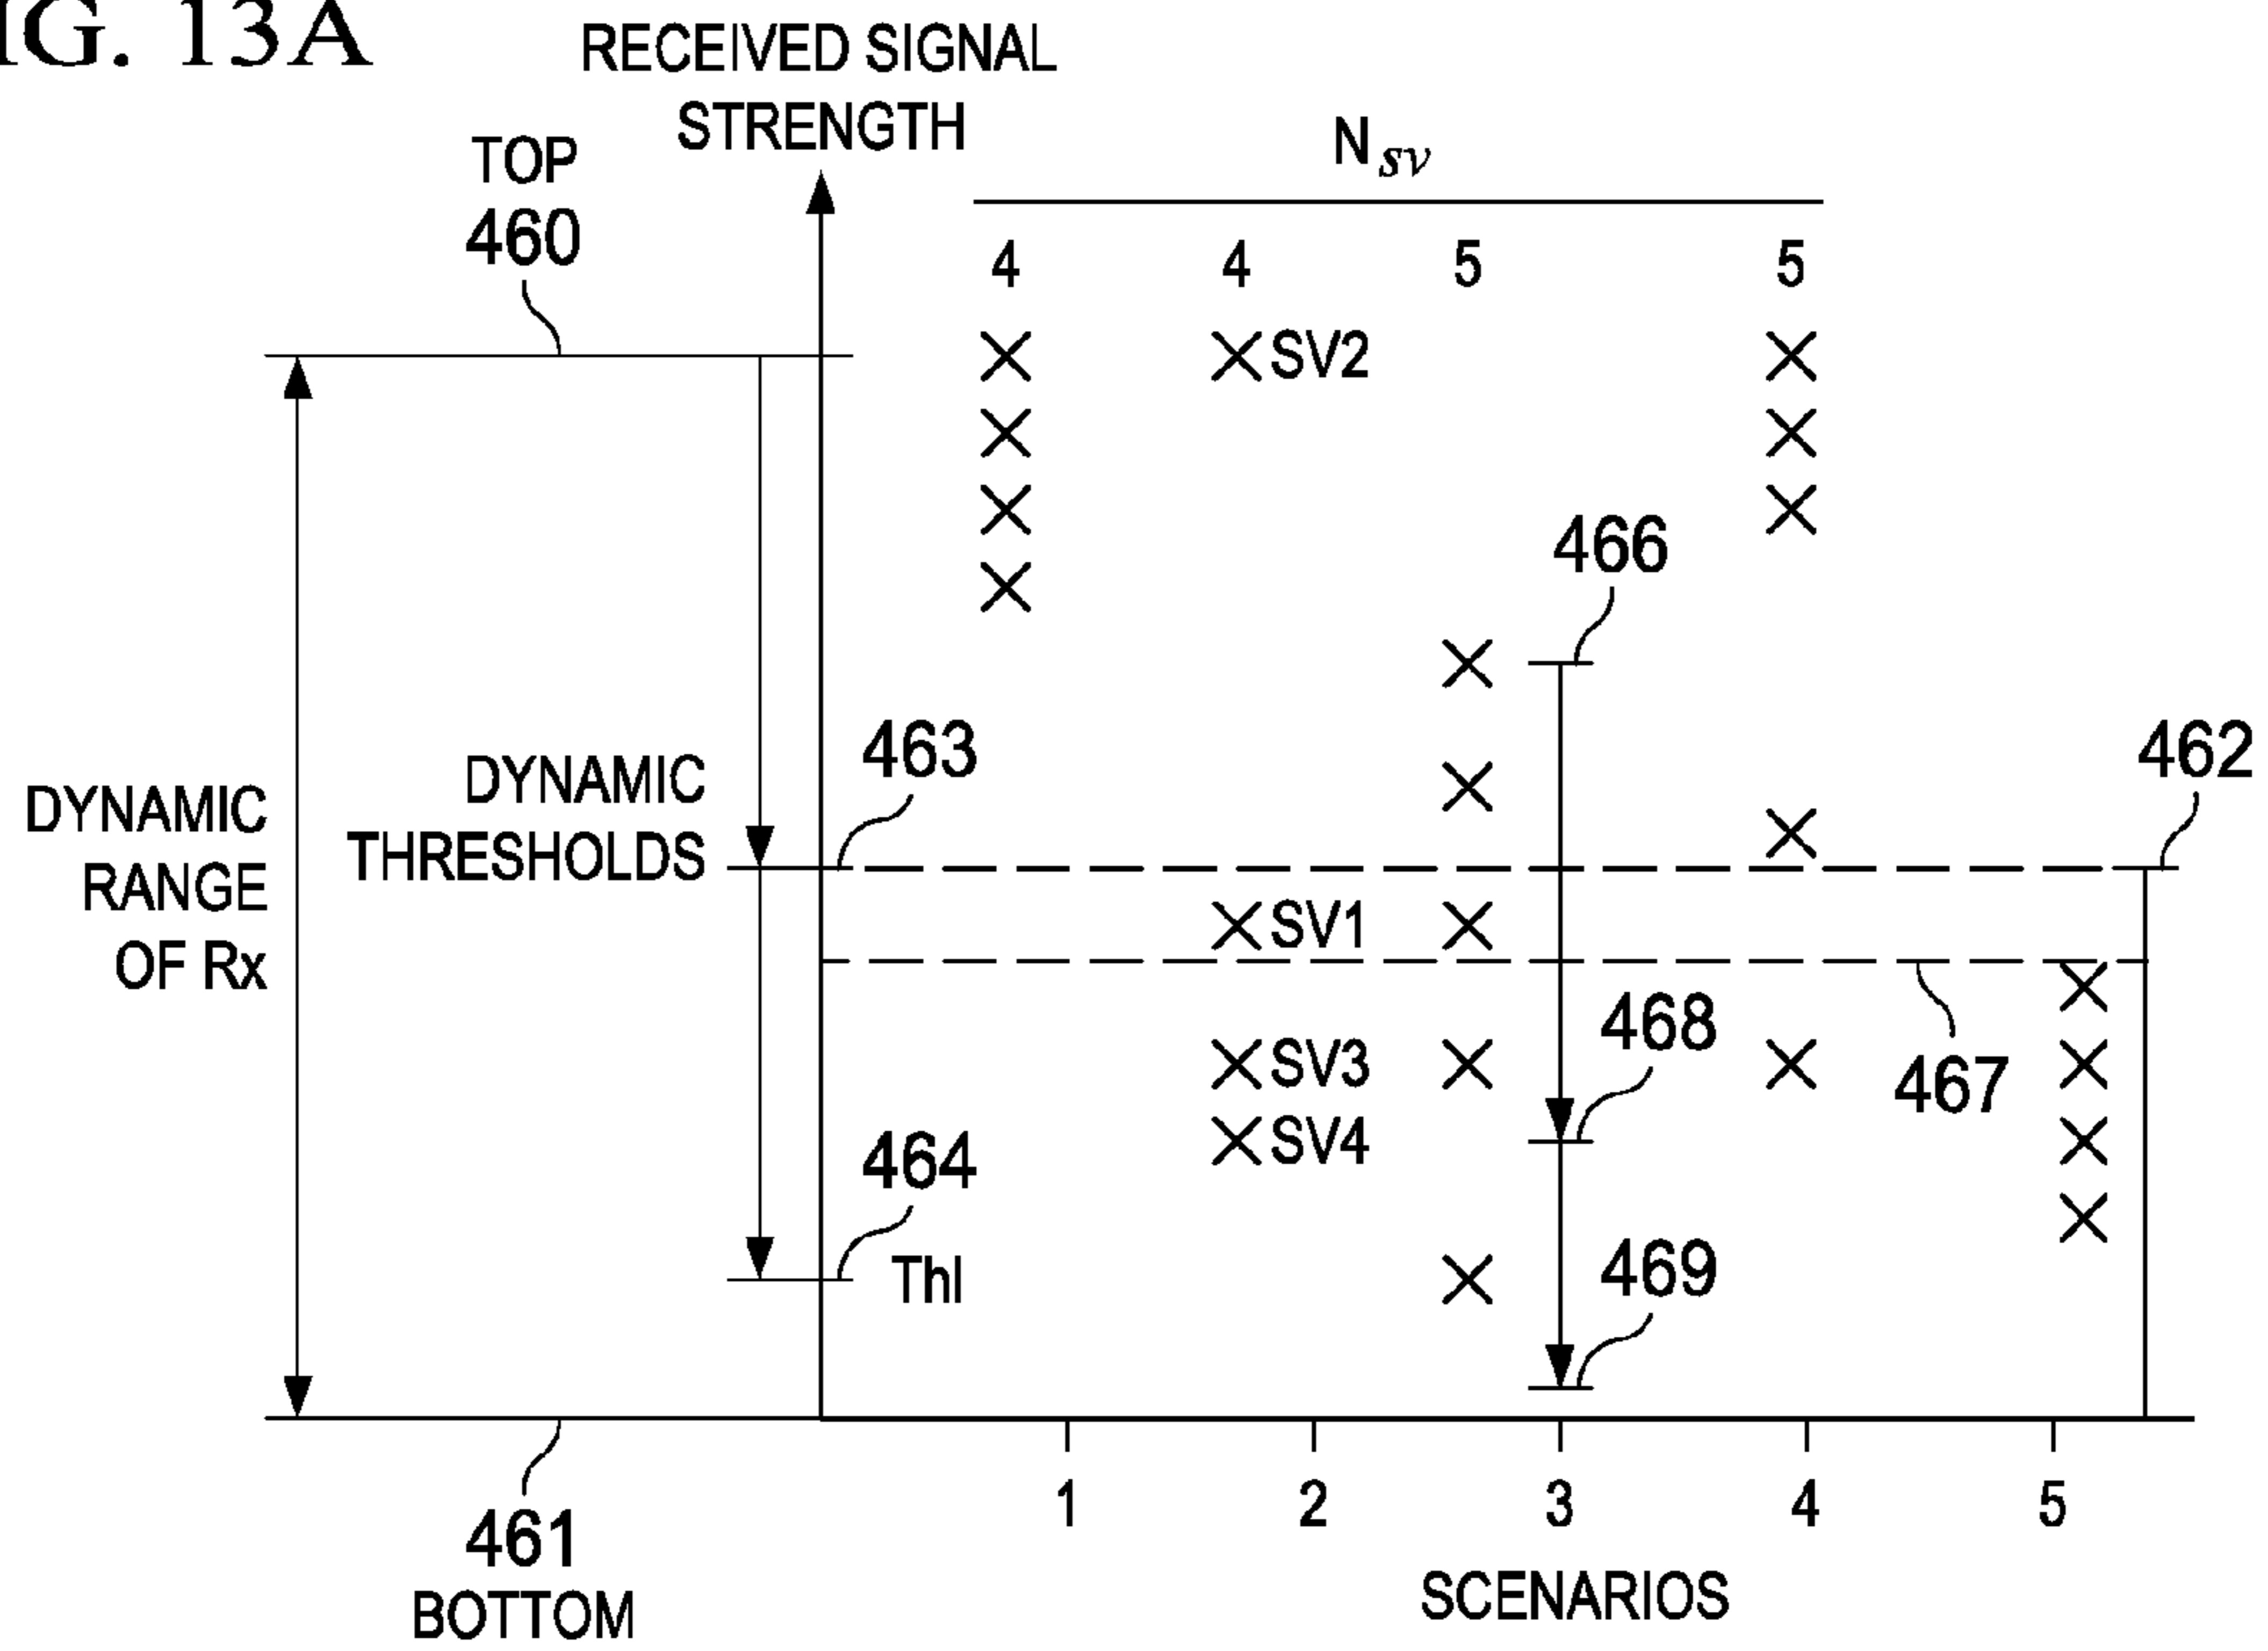 IG. 13A
RECEIVED SIGNAL
STRENGTH
TOP
460
N sv
4 4 5 5
SV2
466
463
462
DYNAMIC
THRESHOLDS
DYNAMIC
RANGE
OF Rx
SV1
468
SV3
467
SV4
464
469
Thl
1 2 3 4 5
461
BOTTOM
SCENARIOS